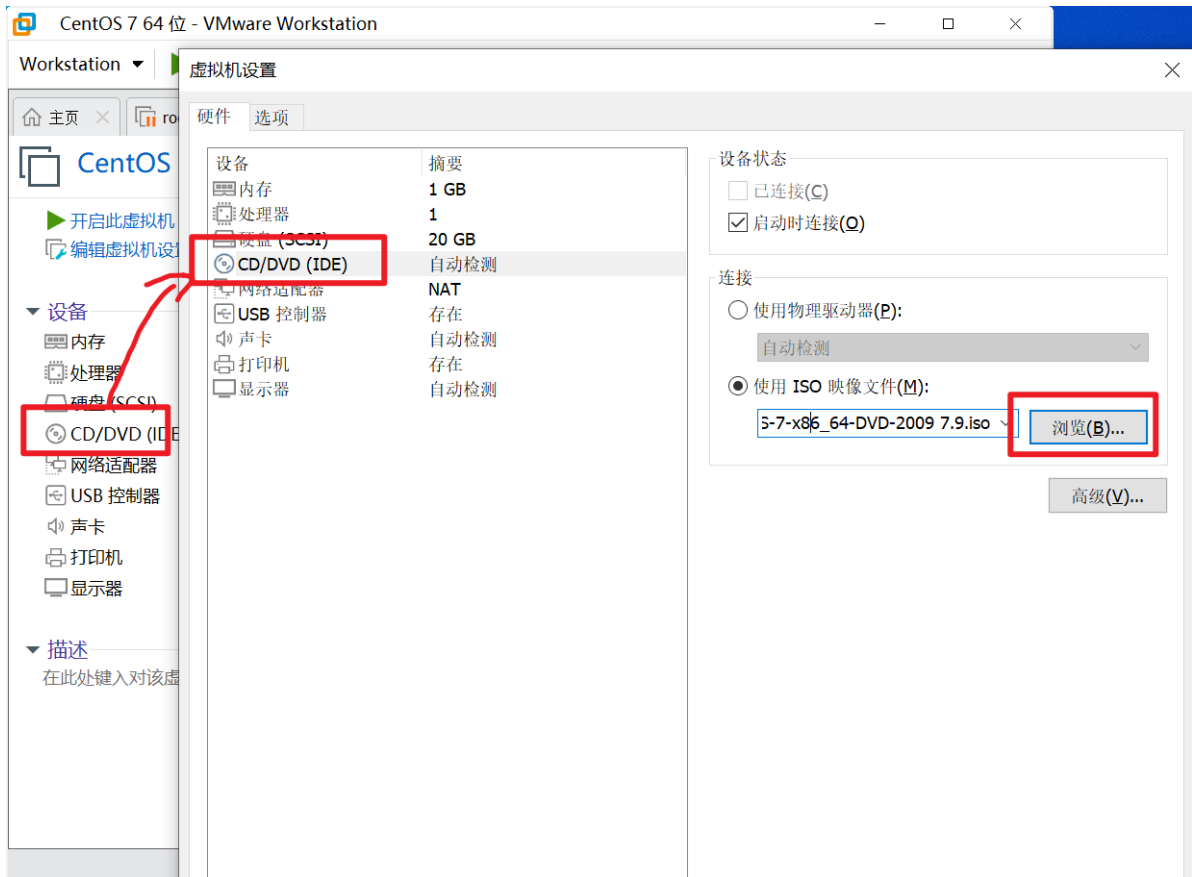 CentOS 7 64 位 - VMware Workstation
Workstation
虚拟机设置
主页
硬件
选项
CentOS
开启此虚拟机
编辑虚拟机设
设备
内存
处理器
硬盘 (SCSI)
CD/DVD (IDE
网络适配器
USB 控制器
声卡
打印机
显示器
描述
在此处键入对该虚
设备 摘要
内存 1 GB
处理器 1
硬盘 (SCSI) 20 GB
CD/DVD (IDE) 自动检测
网络适配器 NAT
USB 控制器 存在
声卡 自动检测
打印机 存在
显示器 自动检测
设备状态
已连接(C)
启动时连接(O)
连接
使用物理驱动器(P):
自动检测
使用 ISO 映像文件(M):
S-7-x86_64-DVD-2009 7.9.iso
浏览(B)...
高级(V)...